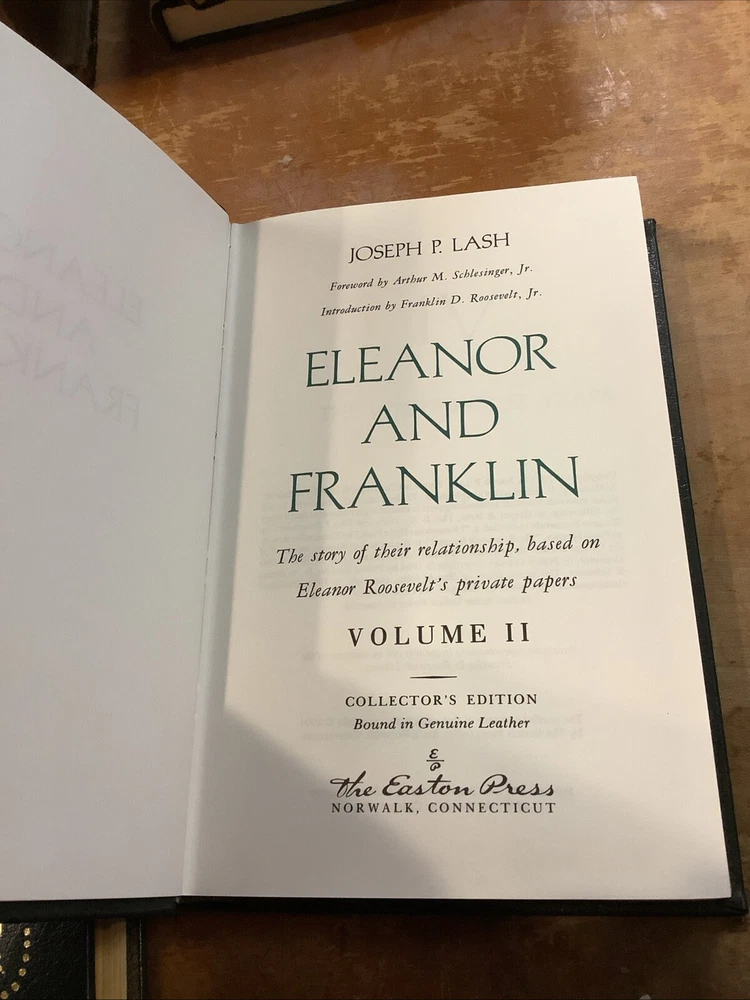 JOSEPH P. LASH
Foreword by Arthur M. Schlesinger, Jr.
Introduction by Franklin D. Roosevelt, Jr.
ELEANOR
AND
FRANKLIN
The story of their relationship, based on
Eleanor Roosevelt's private papers
VOLUME II
COLLECTOR'S EDITION
Bound in Genuine Leather
E
P
The Easton Press
NORWALK, CONNECTICUT